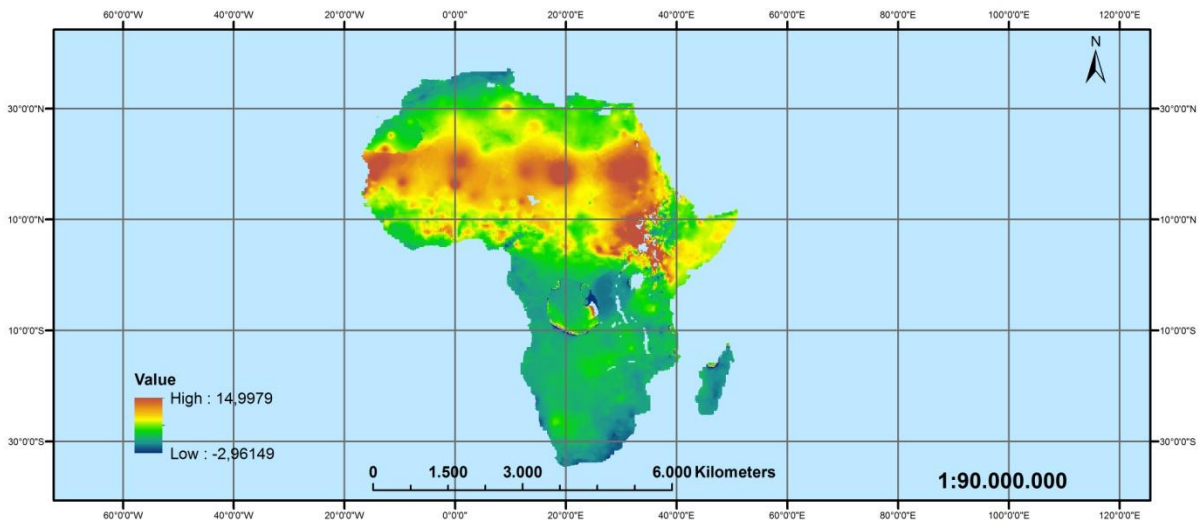 60°0'0"W 40°0'0"W 20°0'0"W 0°0'0" 20°0'0"E 40°0'0"E 60°0'0"E 80°0'0"E 100°0'0"E 120°0'0"E
N
30°0'0"N 30°0'0"N
10°0'0"N 10°0'0"N
10°0'0"S 10°0'0"S
Value
High : 14,9979
Low : -2,96149
30°0'0"S 30°0'0"S
0 1.500 3.000 6.000 Kilometers
1:90.000.000
60°0'0"W 40°0'0"W 20°0'0"W 0°0'0" 20°0'0"E 40°0'0"E 60°0'0"E 80°0'0"E 100°0'0"E 120°0'0"E